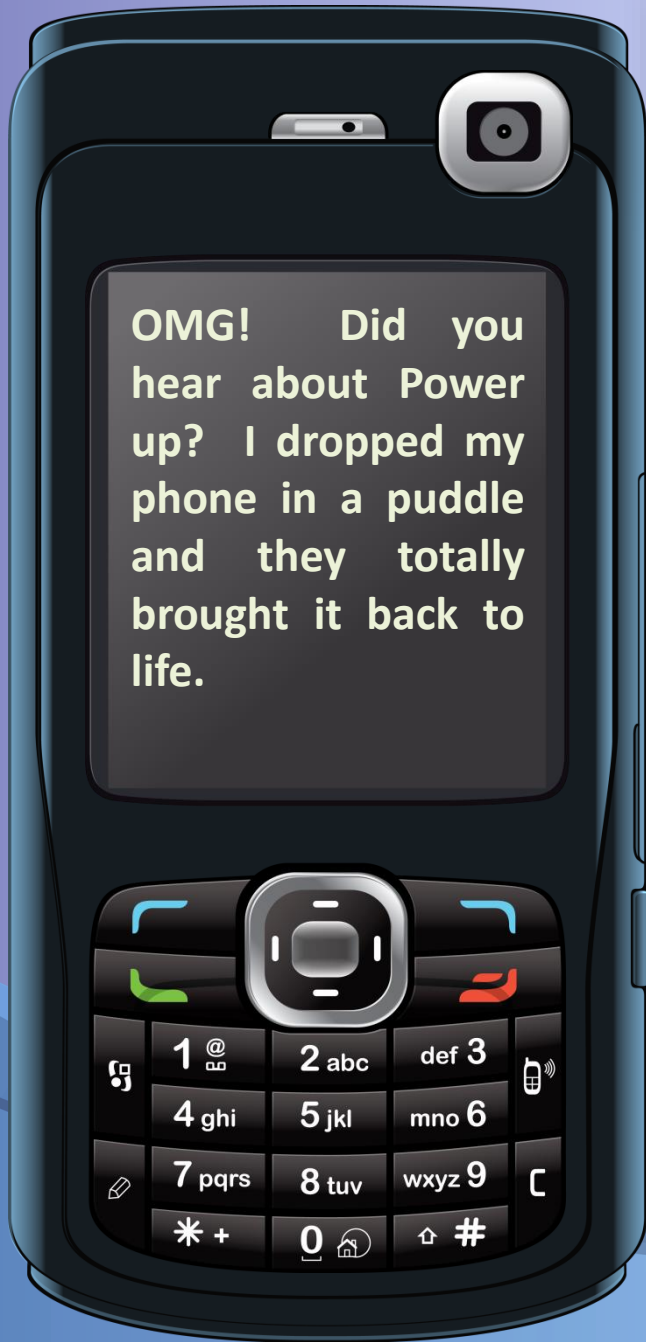 OMG! Did you
hear about Power
up? I dropped my
phone in a puddle
and they totally
brought it back to
life.
1 @
2 abc
def 3
4 ghi
5 jkl
mno 6
7 pqrs
8 tuv
wxyz 9
C
* +
0
#